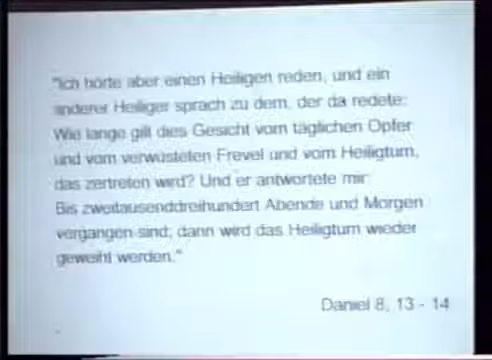 "Ich hörte aber einen Heiligen reden, und ein
anderer Heiliger sprach zu dem, der da redete:
Wie lange gilt dies Gesicht vom täglichen Opfer
und vom verwüsteten Frevel und vom Heiligtum,
das zertreten wird? Und er antwortete mir:
Bis zweitausenddreihundert Abende und Morgen
vergangen sind; dann wird das Heiligtum wieder
geweiht werden."
Daniel 8, 13 - 14